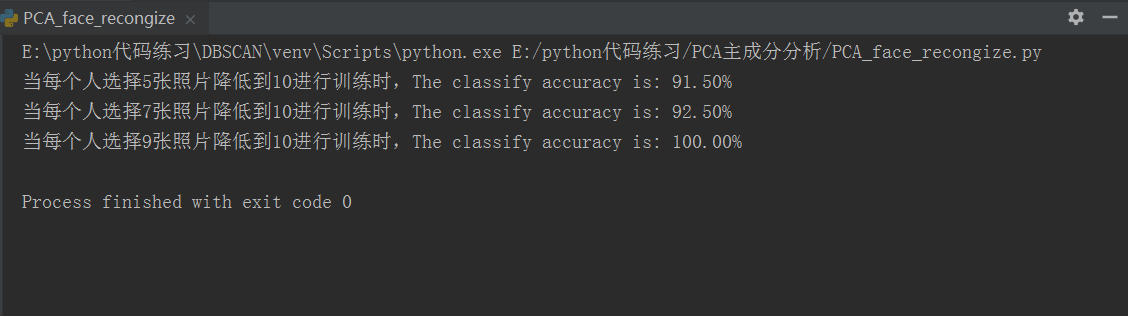 PCA_face_recongize ×
E:\python代码练习\DBSCAN\venv\Scripts\python.exe E:/python代码练习/PCA主成分分析/PCA_face_recongize.py
当每个人选择5张照片降低到10进行训练时，The classify accuracy is: 91.50%
当每个人选择7张照片降低到10进行训练时，The classify accuracy is: 92.50%
当每个人选择9张照片降低到10进行训练时，The classify accuracy is: 100.00%
Process finished with exit code 0